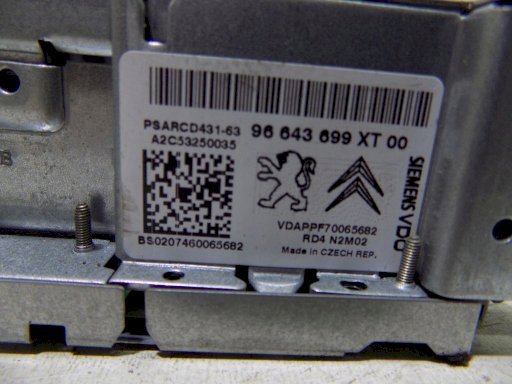 PSARCD431-63 96 643 699 XT 00
A2C53250035
SIEMENS VDO
VDAPPF70065682
RD4 N2M02
BS0207460065682
Made in CZECH REP.